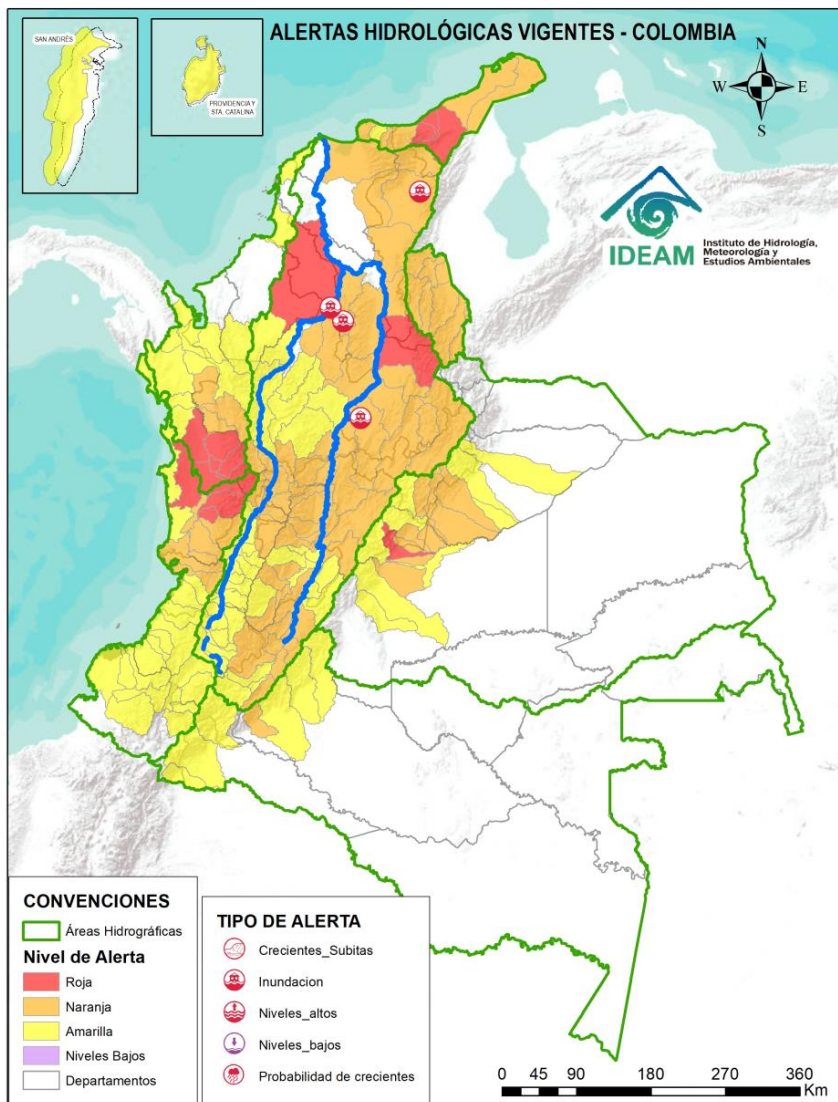 ALERTAS HIDROLÓGICAS VIGENTES - COLOMBIA
SAN ANDRÉS
PROVIDENCIA Y
STA. CATALINA
N
W
E
S
IDEAM
Instituto de Hidrología,
Meteorología y
Estudios Ambientales
CONVENCIONES
Áreas Hidrográficas
Nivel de Alerta
Roja
Naranja
Amarilla
Niveles Bajos
Departamentos
TIPO DE ALERTA
Crecientes_Subitas
Inundacion
Niveles_altos
Niveles_bajos
Probabilidad de crecientes
0 45 90 180 270 360
Km